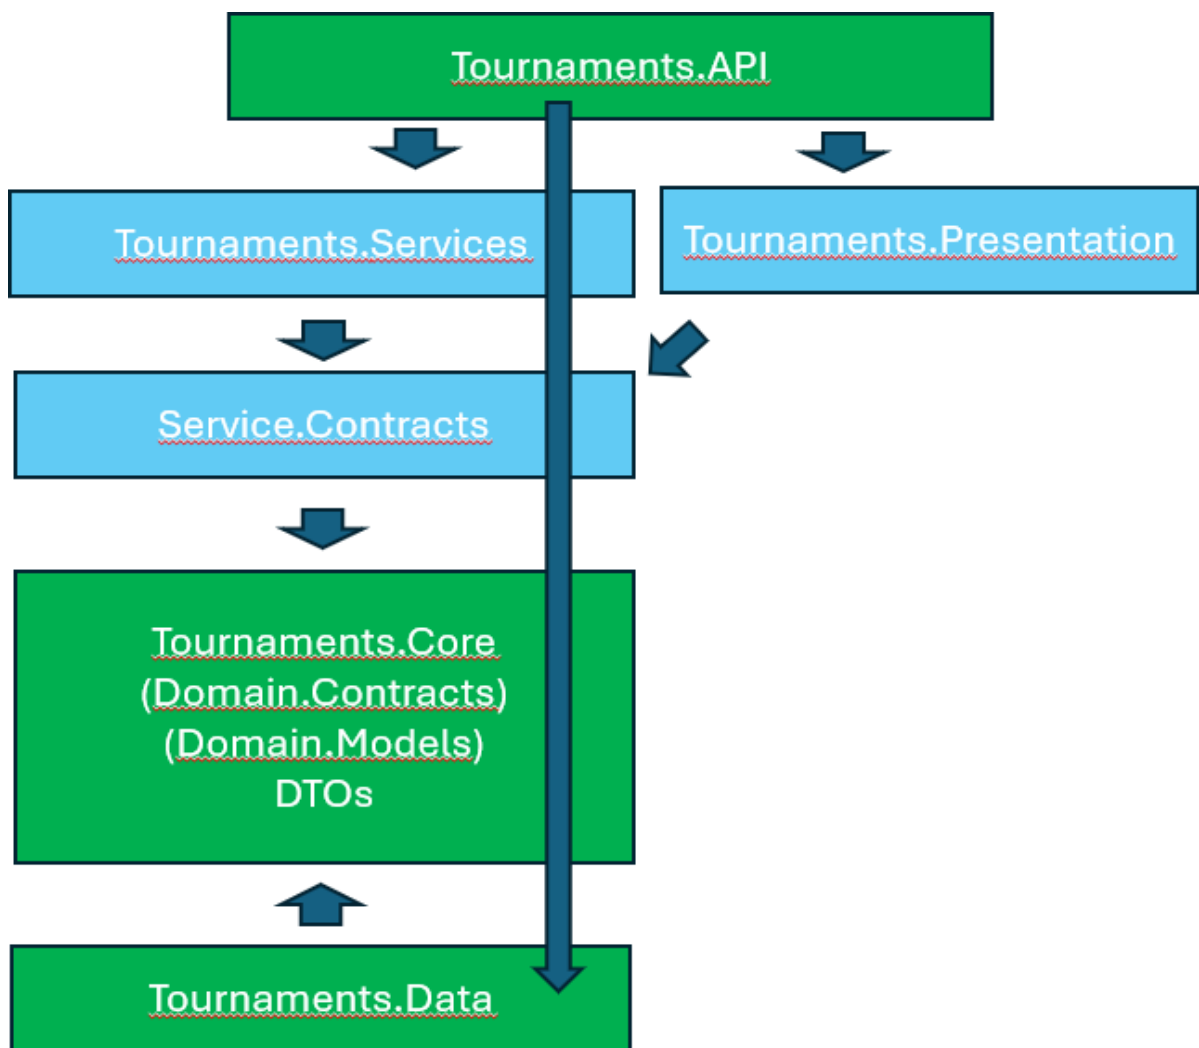 Tournaments.API
Tournaments.Services
Tournaments.Presentation
Service.Contracts
Tournaments.Core
(Domain.Contracts)
(Domain.Models)
DTOs
Tournaments.Data